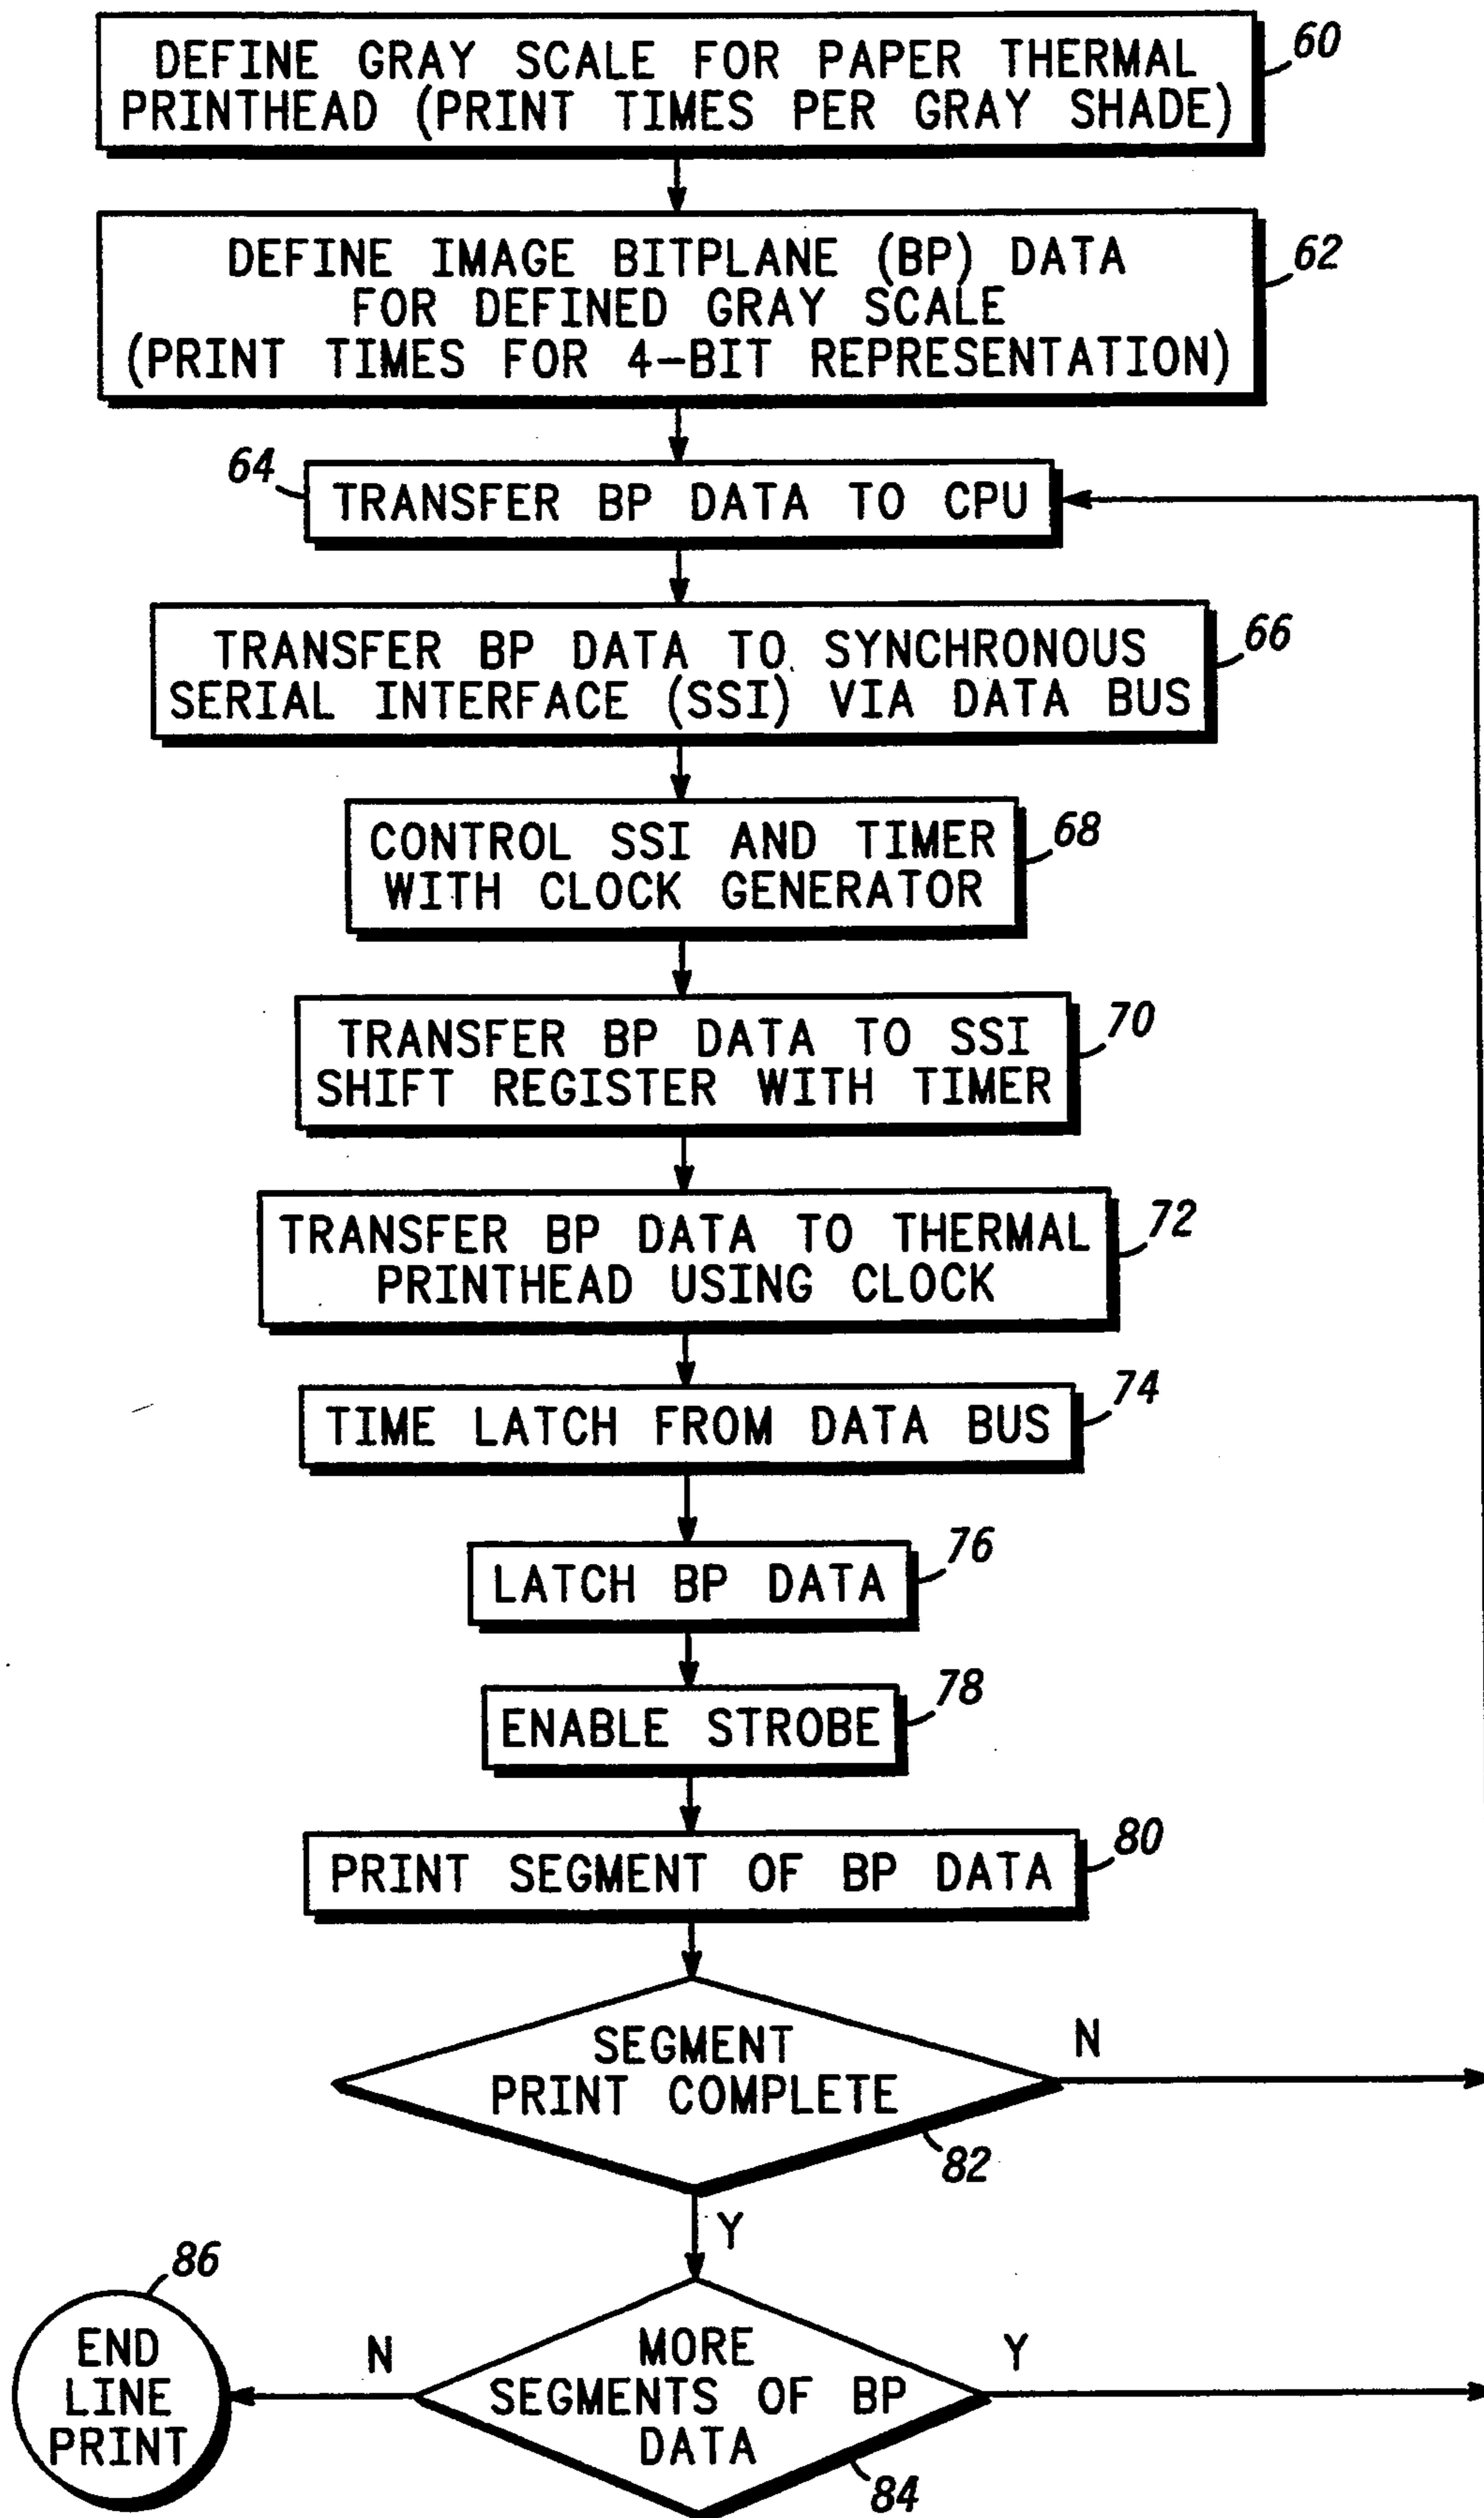 DEFINE GRAY SCALE FOR PAPER THERMAL
PRINTHEAD (PRINT TIMES PER GRAY SHADE)
60
DEFINE IMAGE BITPLANE (BP) DATA
FOR DEFINED GRAY SCALE
(PRINT TIMES FOR 4-BIT REPRESENTATION)
62
64
TRANSFER BP DATA TO CPU
TRANSFER BP DATA TO SYNCHRONOUS
SERIAL INTERFACE (SSI) VIA DATA BUS
66
CONTROL SSI AND TIMER
WITH CLOCK GENERATOR
68
TRANSFER BP DATA TO SSI
SHIFT REGISTER WITH TIMER
70
TRANSFER BP DATA TO THERMAL
PRINTHEAD USING CLOCK
72
TIME LATCH FROM DATA BUS
74
LATCH BP DATA
76
ENABLE STROBE
78
PRINT SEGMENT OF BP DATA
80
SEGMENT
PRINT COMPLETE
N
82
Y
86
END
LINE
PRINT
N
MORE
SEGMENTS OF BP
DATA
Y
84